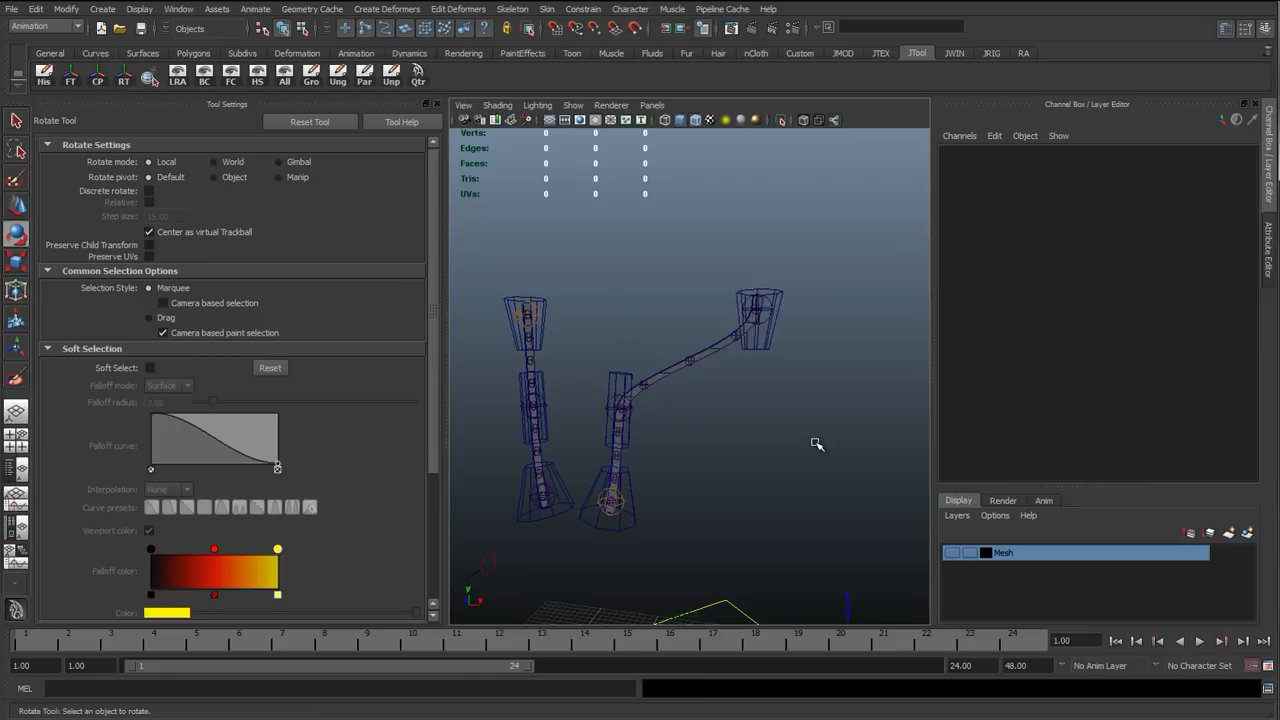 File Edit Modify Create Display Window Assets Animate Geometry Cache Create Deformers Edit Deformers Skeleton Skin Constrain Character Muscle Pipeline Cache Help
Animation Objects
General Curves Surfaces Polygons Subdivs Deformation Animation Dynamics Rendering PaintEffects Toon Muscle Fluids Fur Hair nCloth Custom JMOD JTEX JTool JWIN JRIG RA
His FT CP RT LRA BC FC HS All Gro Ung Par Unp Qtr
Tool Settings
Rotate Tool Reset Tool Tool Help
Rotate Settings
Rotate mode: Local World Gimbal
Rotate pivot: Default Object Manip
Discrete rotate:
Relative:
Step size: 15.00
Center as virtual Trackball
Preserve Child Transform
Preserve UVs
Common Selection Options
Selection Style: Marquee
Camera based selection
Drag
Camera based paint selection
Soft Selection
Soft Select: Reset
Falloff mode: Surface
Falloff radius:
Falloff curve:
Interpolation: None
Curve presets:
Viewport color:
Falloff color:
Color:
View Shading Lighting Show Renderer Panels
Verts: 0 0 0
Edges: 0 0 0
Faces: 0 0 0
Tris: 0 0 0
UVs: 0 0 0
y
x
Channel Box / Layer Editor
Channels Edit Object Show
Display Render Anim
Layers Options Help
Mesh
Channel Box / Layer Editor
Attribute Editor
1 2 3 4 5 6 7 8 9 10 11 12 13 14 15 16 17 18 19 20 21 22 23 24 1.00
1.00 1.00 1 24 24.00 48.00 No Anim Layer No Character Set
MEL
Rotate Tool: Select an object to rotate.